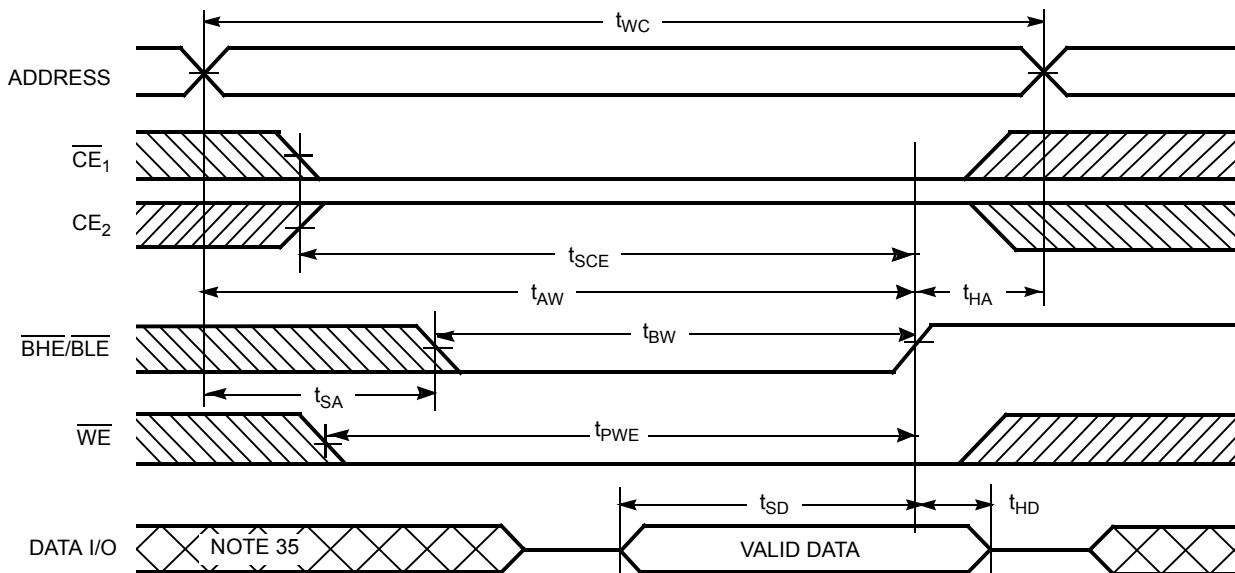 tWC
ADDRESS
CE1
CE2
tSCE
tAW
tHA
BHE/BLE
tBW
tSA
WE
tPWE
tSD
tHD
DATA I/O
NOTE 35
VALID DATA